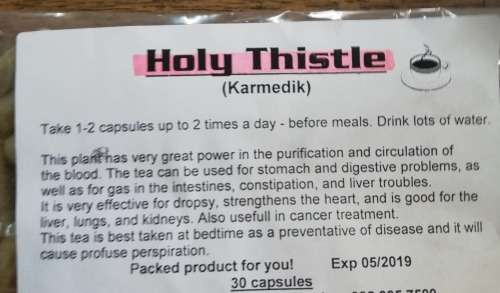 Holy Thistle
(Karmedik)
Take 1-2 capsules up to 2 times a day - before meals. Drink lots of water.
This plant has very great power in the purification and circulation of
the blood. The tea can be used for stomach and digestive problems, as
well as for gas in the intestines, constipation, and liver troubles.
It is very effective for dropsy, strengthens the heart, and is good for the
liver, lungs, and kidneys. Also usefull in cancer treatment.
This tea is best taken at bedtime as a preventative of disease and it will
cause profuse perspiration.
Packed product for you! Exp 05/2019
30 capsules